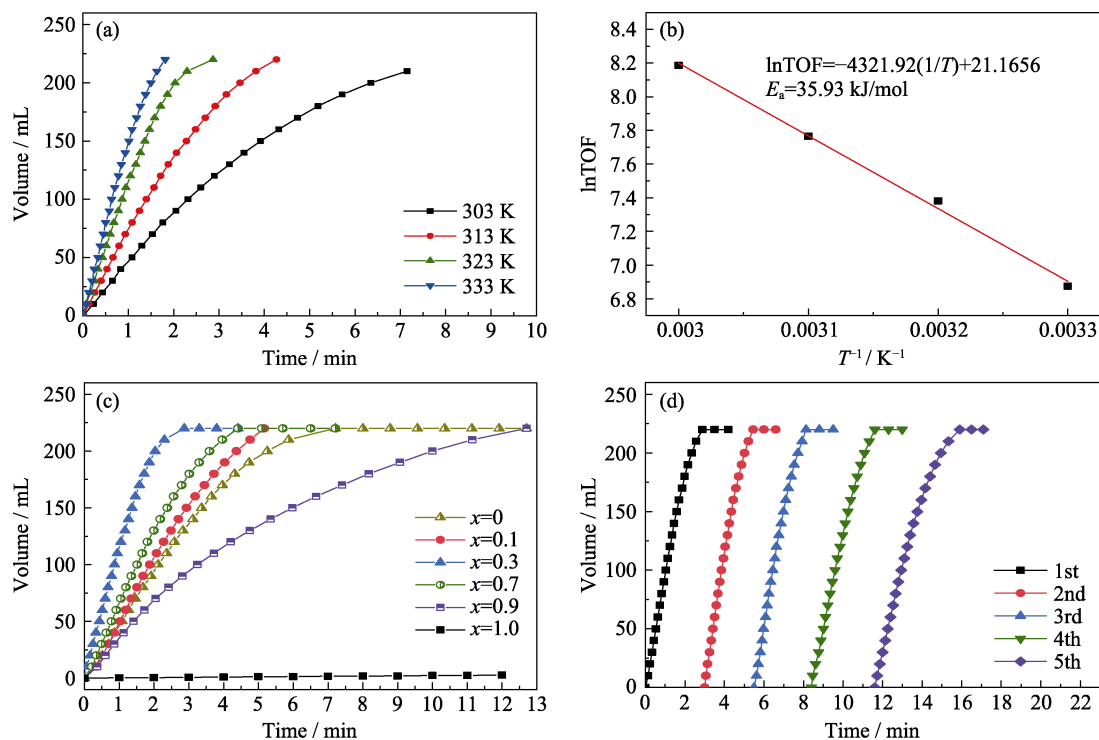 (a)
250
200
150
100
50
0
Volume / mL
303 K
313 K
323 K
333 K
0 1 2 3 4 5 6 7 8 9 10
Time / min
(b)
8.4
8.2
8.0
7.8
7.6
7.4
7.2
7.0
6.8
lnTOF
lnTOF=−4321.92(1/T)+21.1656
Eₐ=35.93 kJ/mol
0.003 0.0031 0.0032 0.0033
T⁻¹ / K⁻¹
(c)
250
200
150
100
50
0
Volume / mL
x=0
x=0.1
x=0.3
x=0.7
x=0.9
x=1.0
0 1 2 3 4 5 6 7 8 9 10 11 12 13
Time / min
(d)
250
200
150
100
50
0
Volume / mL
1st
2nd
3rd
4th
5th
0 2 4 6 8 10 12 14 16 18 20 22
Time / min